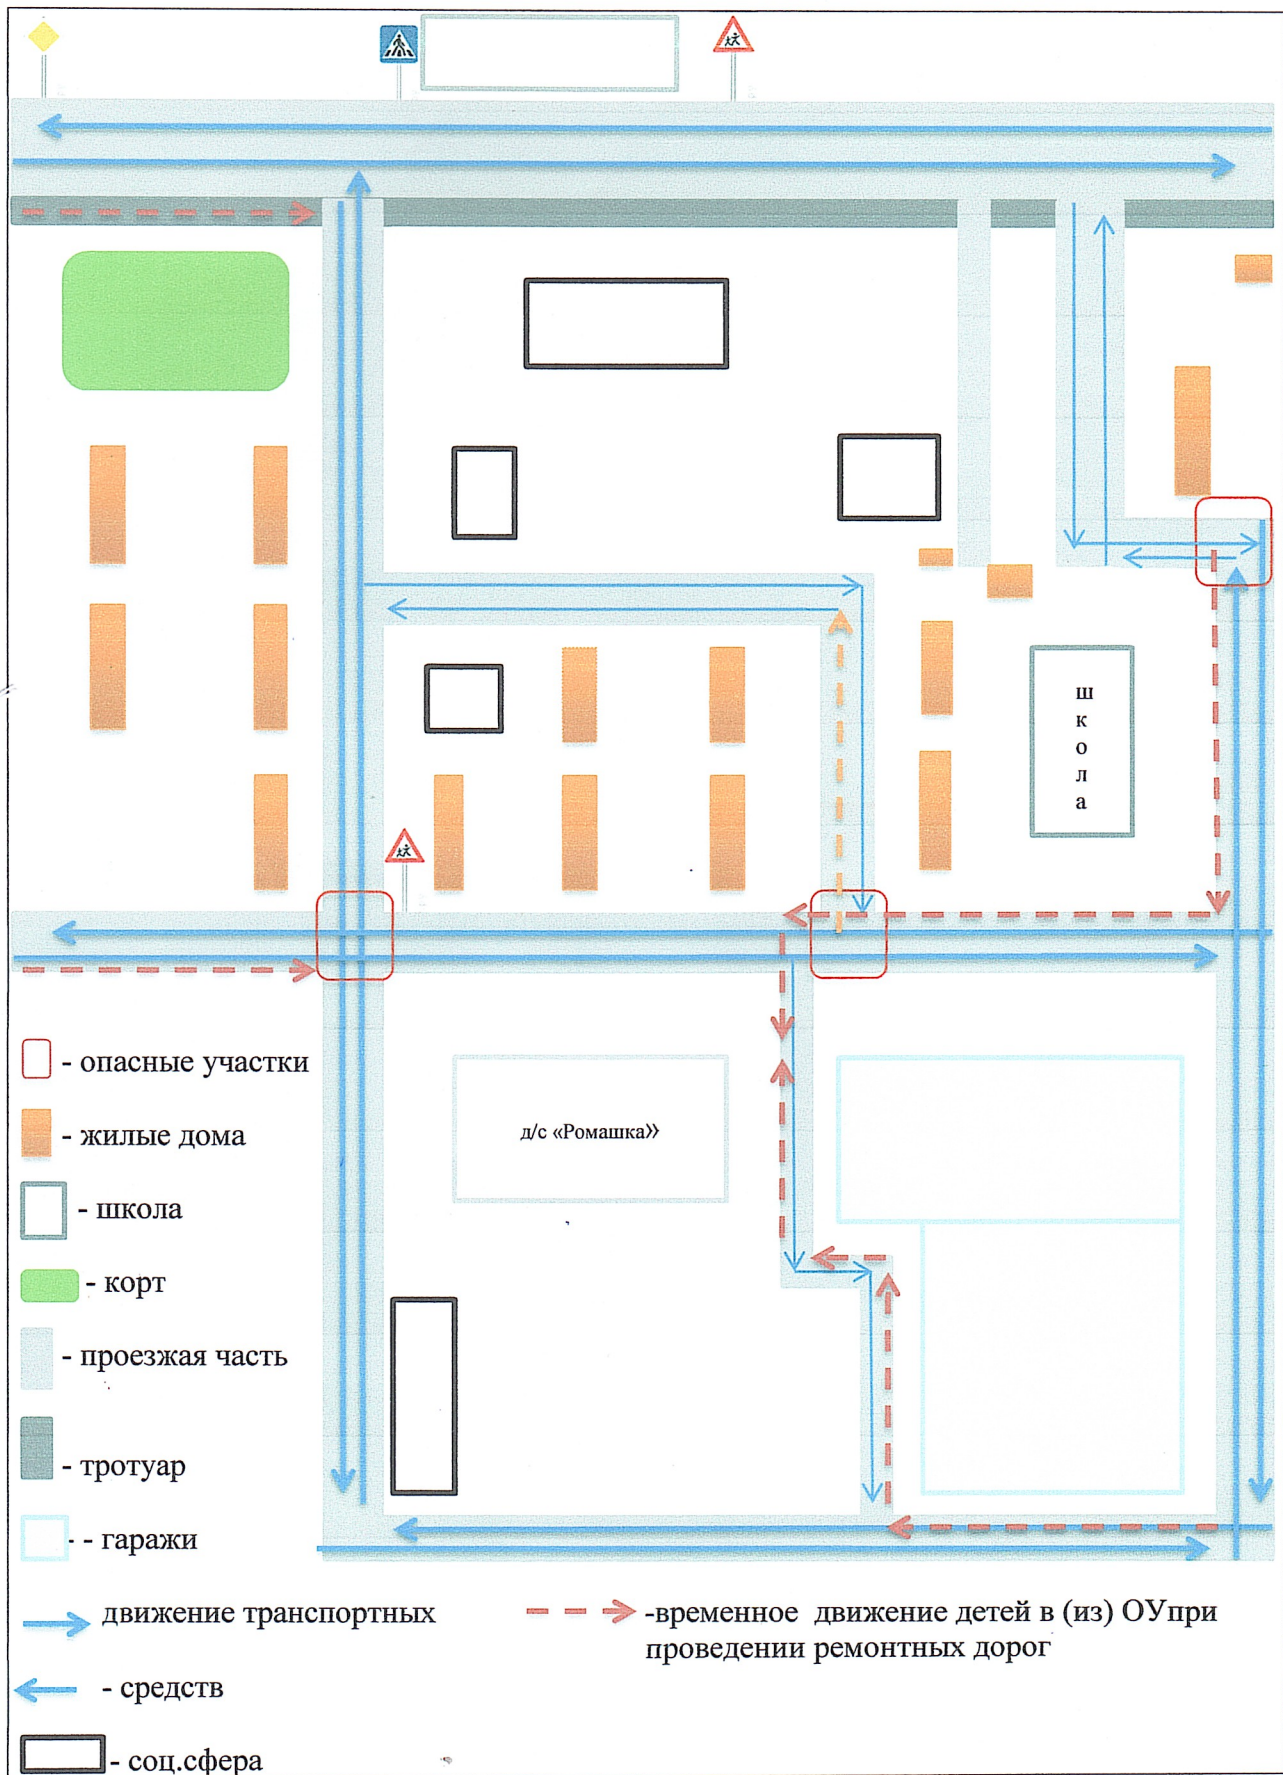 ш
к
о
л
а
д/с «Ромашка»
- опасные участки
- жилые дома
- школа
- корт
- проезжая часть
- тротуар
- - гаражи
движение транспортных
- средств
- соц.сфера
-временное движение детей в (из) ОУпри
проведении ремонтных дорог